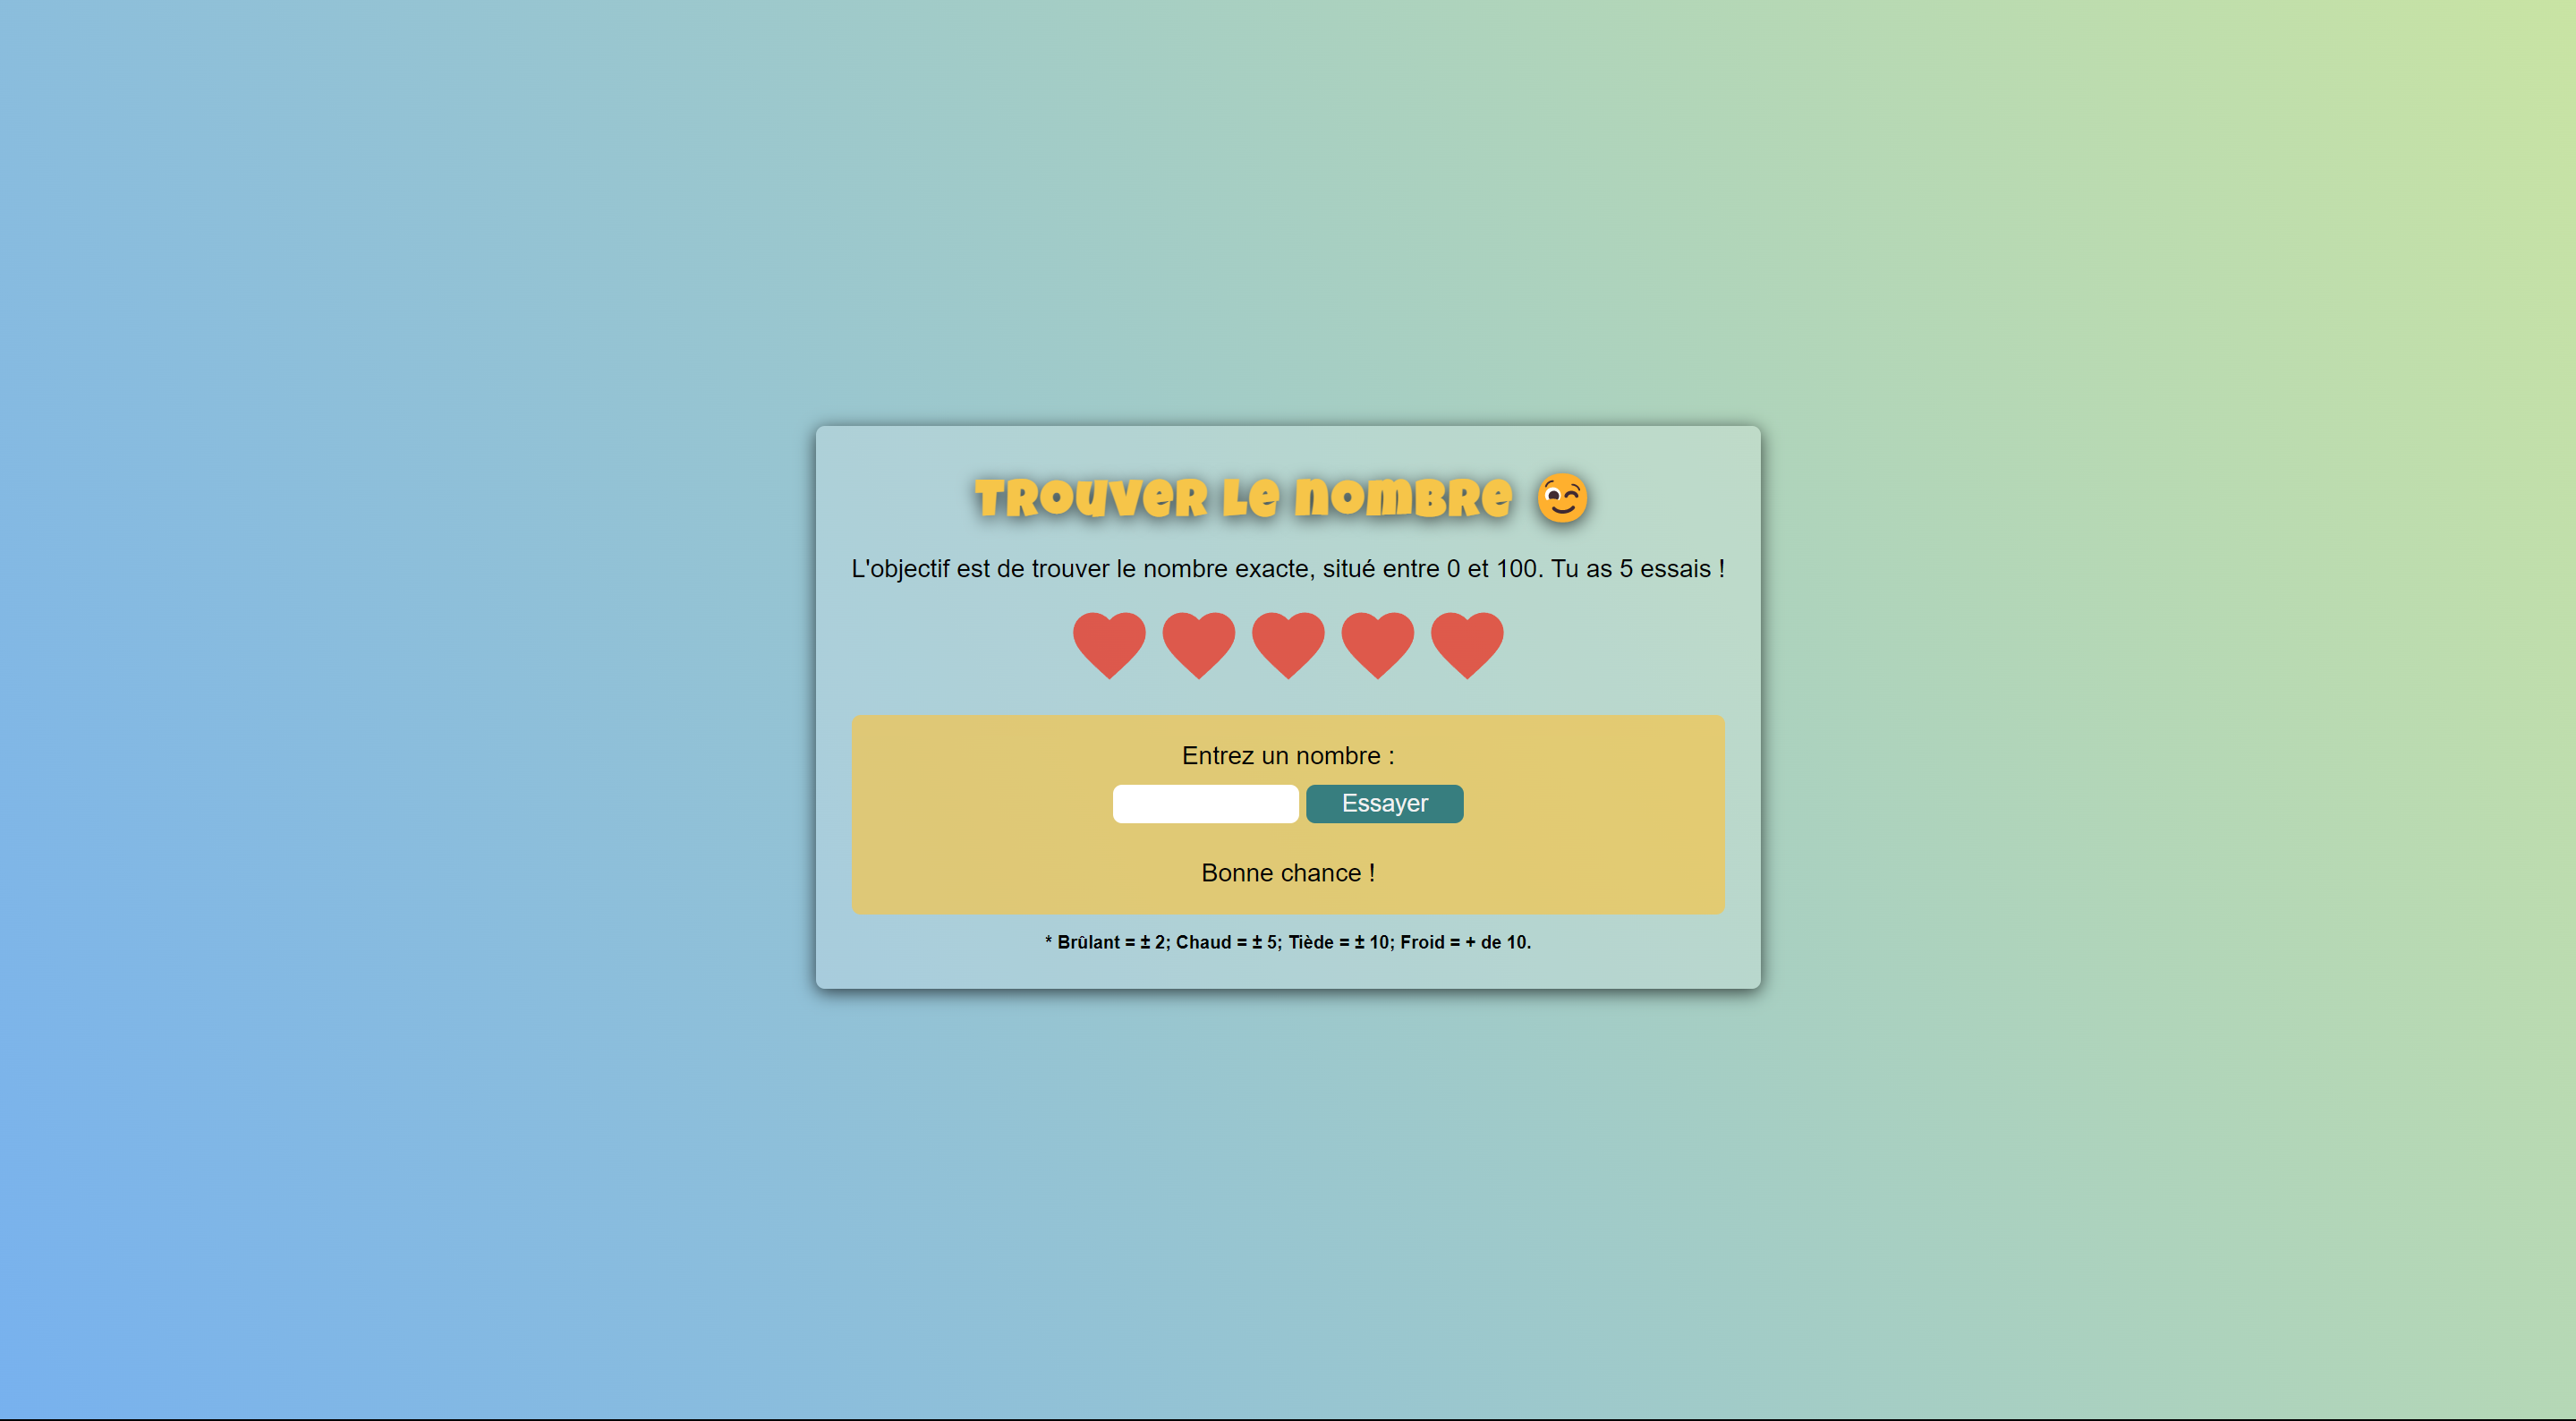 Trouver le nombre
L'objectif est de trouver le nombre exacte, situé entre 0 et 100. Tu as 5 essais !
Entrez un nombre :
Essayer
Bonne chance !
* Brûlant = ± 2; Chaud = ± 5; Tiède = ± 10; Froid = + de 10.